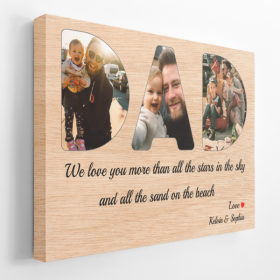 DAD
We love you more than all the stars in the sky
and all the sand on the beach
Love
Kelvin & Sophia